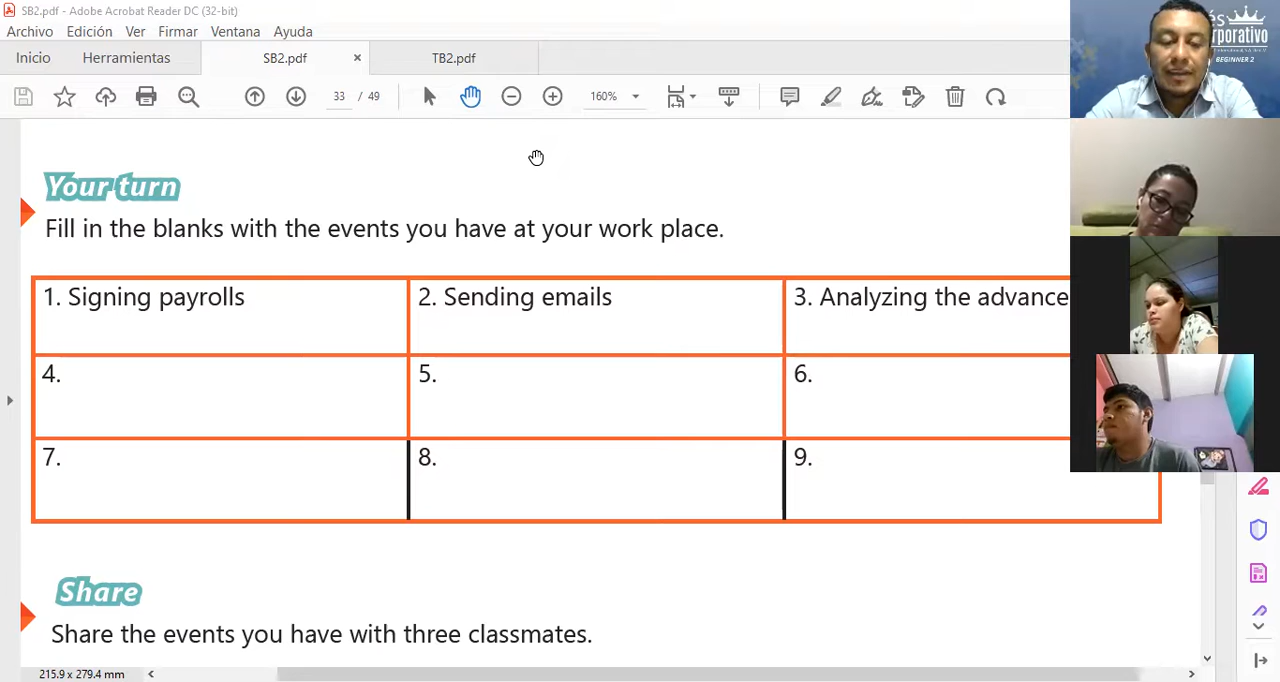 SB2.pdf - Adobe Acrobat Reader DC (32-bit)
Archivo Edición Ver Firmar Ventana Ayuda
Inicio Herramientas SB2.pdf × TB2.pdf
33 / 49 160%
rporativo
BEGINNER 2
Your turn
Fill in the blanks with the events you have at your work place.
1. Signing payrolls
2. Sending emails
3. Analyzing the advance
4.
5.
6.
7.
8.
9.
Share
Share the events you have with three classmates.
215.9 x 279.4 mm